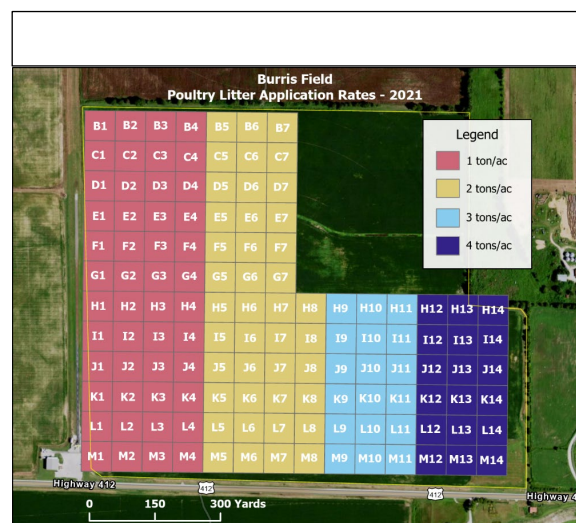 Burris Field
Poultry Litter Application Rates - 2021
Legend
1 ton/ac
2 tons/ac
3 tons/ac
4 tons/ac
B1 B2 B3 B4 B5 B6 B7
C1 C2 C3 C4 C5 C6 C7
D1 D2 D3 D4 D5 D6 D7
E1 E2 E3 E4 E5 E6 E7
F1 F2 F3 F4 F5 F6 F7
G1 G2 G3 G4 G5 G6 G7
H1 H2 H3 H4 H5 H6 H7 H8 H9 H10 H11 H12 H13 H14
I1 I2 I3 I4 I5 I6 I7 I8 I9 I10 I11 I12 I13 I14
J1 J2 J3 J4 J5 J6 J7 J8 J9 J10 J11 J12 J13 J14
K1 K2 K3 K4 K5 K6 K7 K8 K9 K10 K11 K12 K13 K14
L1 L2 L3 L4 L5 L6 L7 L8 L9 L10 L11 L12 L13 L14
M1 M2 M3 M4 M5 M6 M7 M8 M9 M10 M11 M12 M13 M14
Highway 412 412 412 Highway 4
0 150 300 Yards